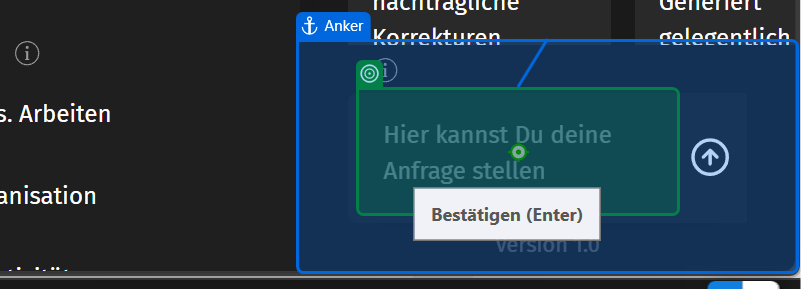 nachträgliche
Korrekturen
Generiert
gelegentlich
Anker
s. Arbeiten
anisation
Hier kannst Du deine
Anfrage stellen
Bestätigen (Enter)
Version 1.0